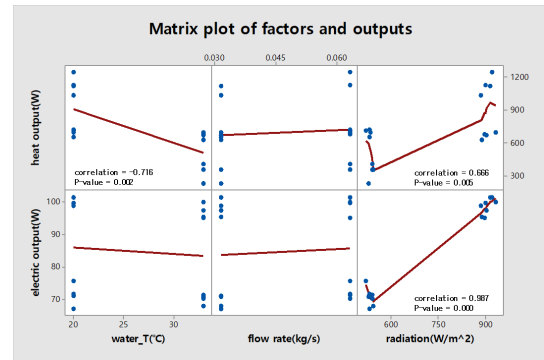 Matrix plot of factors and outputs
0.030 0.045 0.060
heat output(W)
1200
900
600
300
correlation = -0.716
P-value = 0.002
correlation = 0.666
P-value = 0.005
electric output(W)
100
90
80
70
correlation = 0.987
P-value = 0.000
20 25 30
600 900
water_T(℃) flow rate(kg/s) radiation(W/m^2)